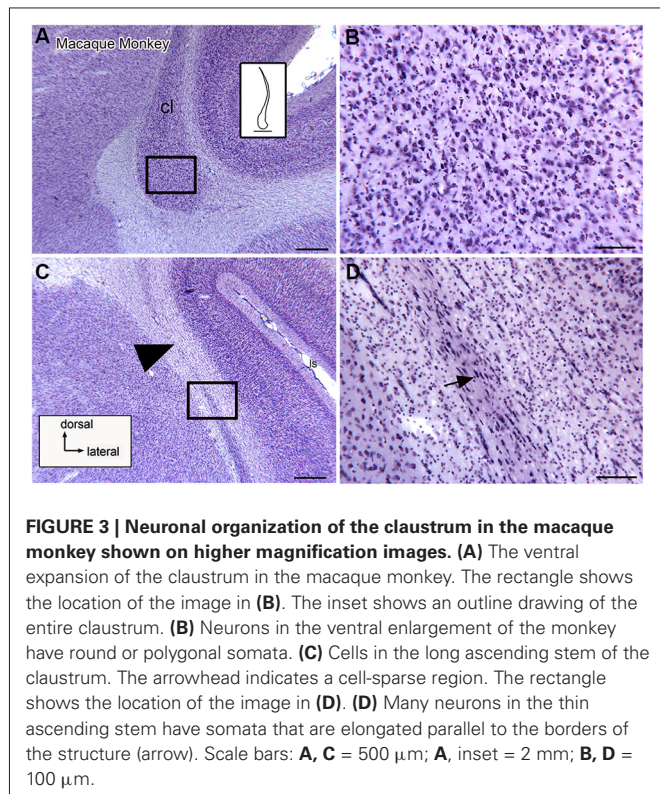 A
Macaque Monkey
cl
B
C
ls
dorsal
lateral
D
FIGURE 3 | Neuronal organization of the claustrum in the macaque
monkey shown on higher magnification images. (A) The ventral
expansion of the claustrum in the macaque monkey. The rectangle shows
the location of the image in (B). The inset shows an outline drawing of the
entire claustrum. (B) Neurons in the ventral enlargement of the monkey
have round or polygonal somata. (C) Cells in the long ascending stem of the
claustrum. The arrowhead indicates a cell-sparse region. The rectangle
shows the location of the image in (D). (D) Many neurons in the thin
ascending stem have somata that are elongated parallel to the borders of
the structure (arrow). Scale bars: A, C = 500 μm; A, inset = 2 mm; B, D =
100 μm.